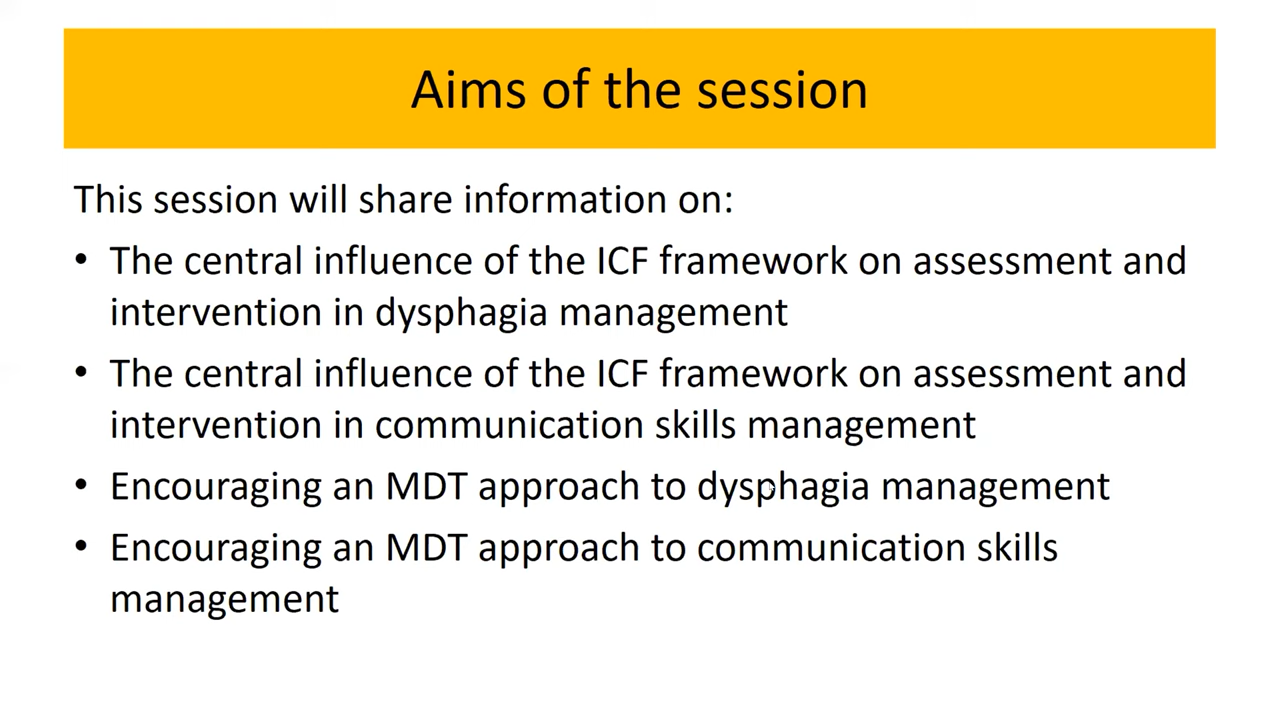 Aims of the session
This session will share information on:
• The central influence of the ICF framework on assessment and
intervention in dysphagia management
• The central influence of the ICF framework on assessment and
intervention in communication skills management
• Encouraging an MDT approach to dysphagia management
• Encouraging an MDT approach to communication skills
management